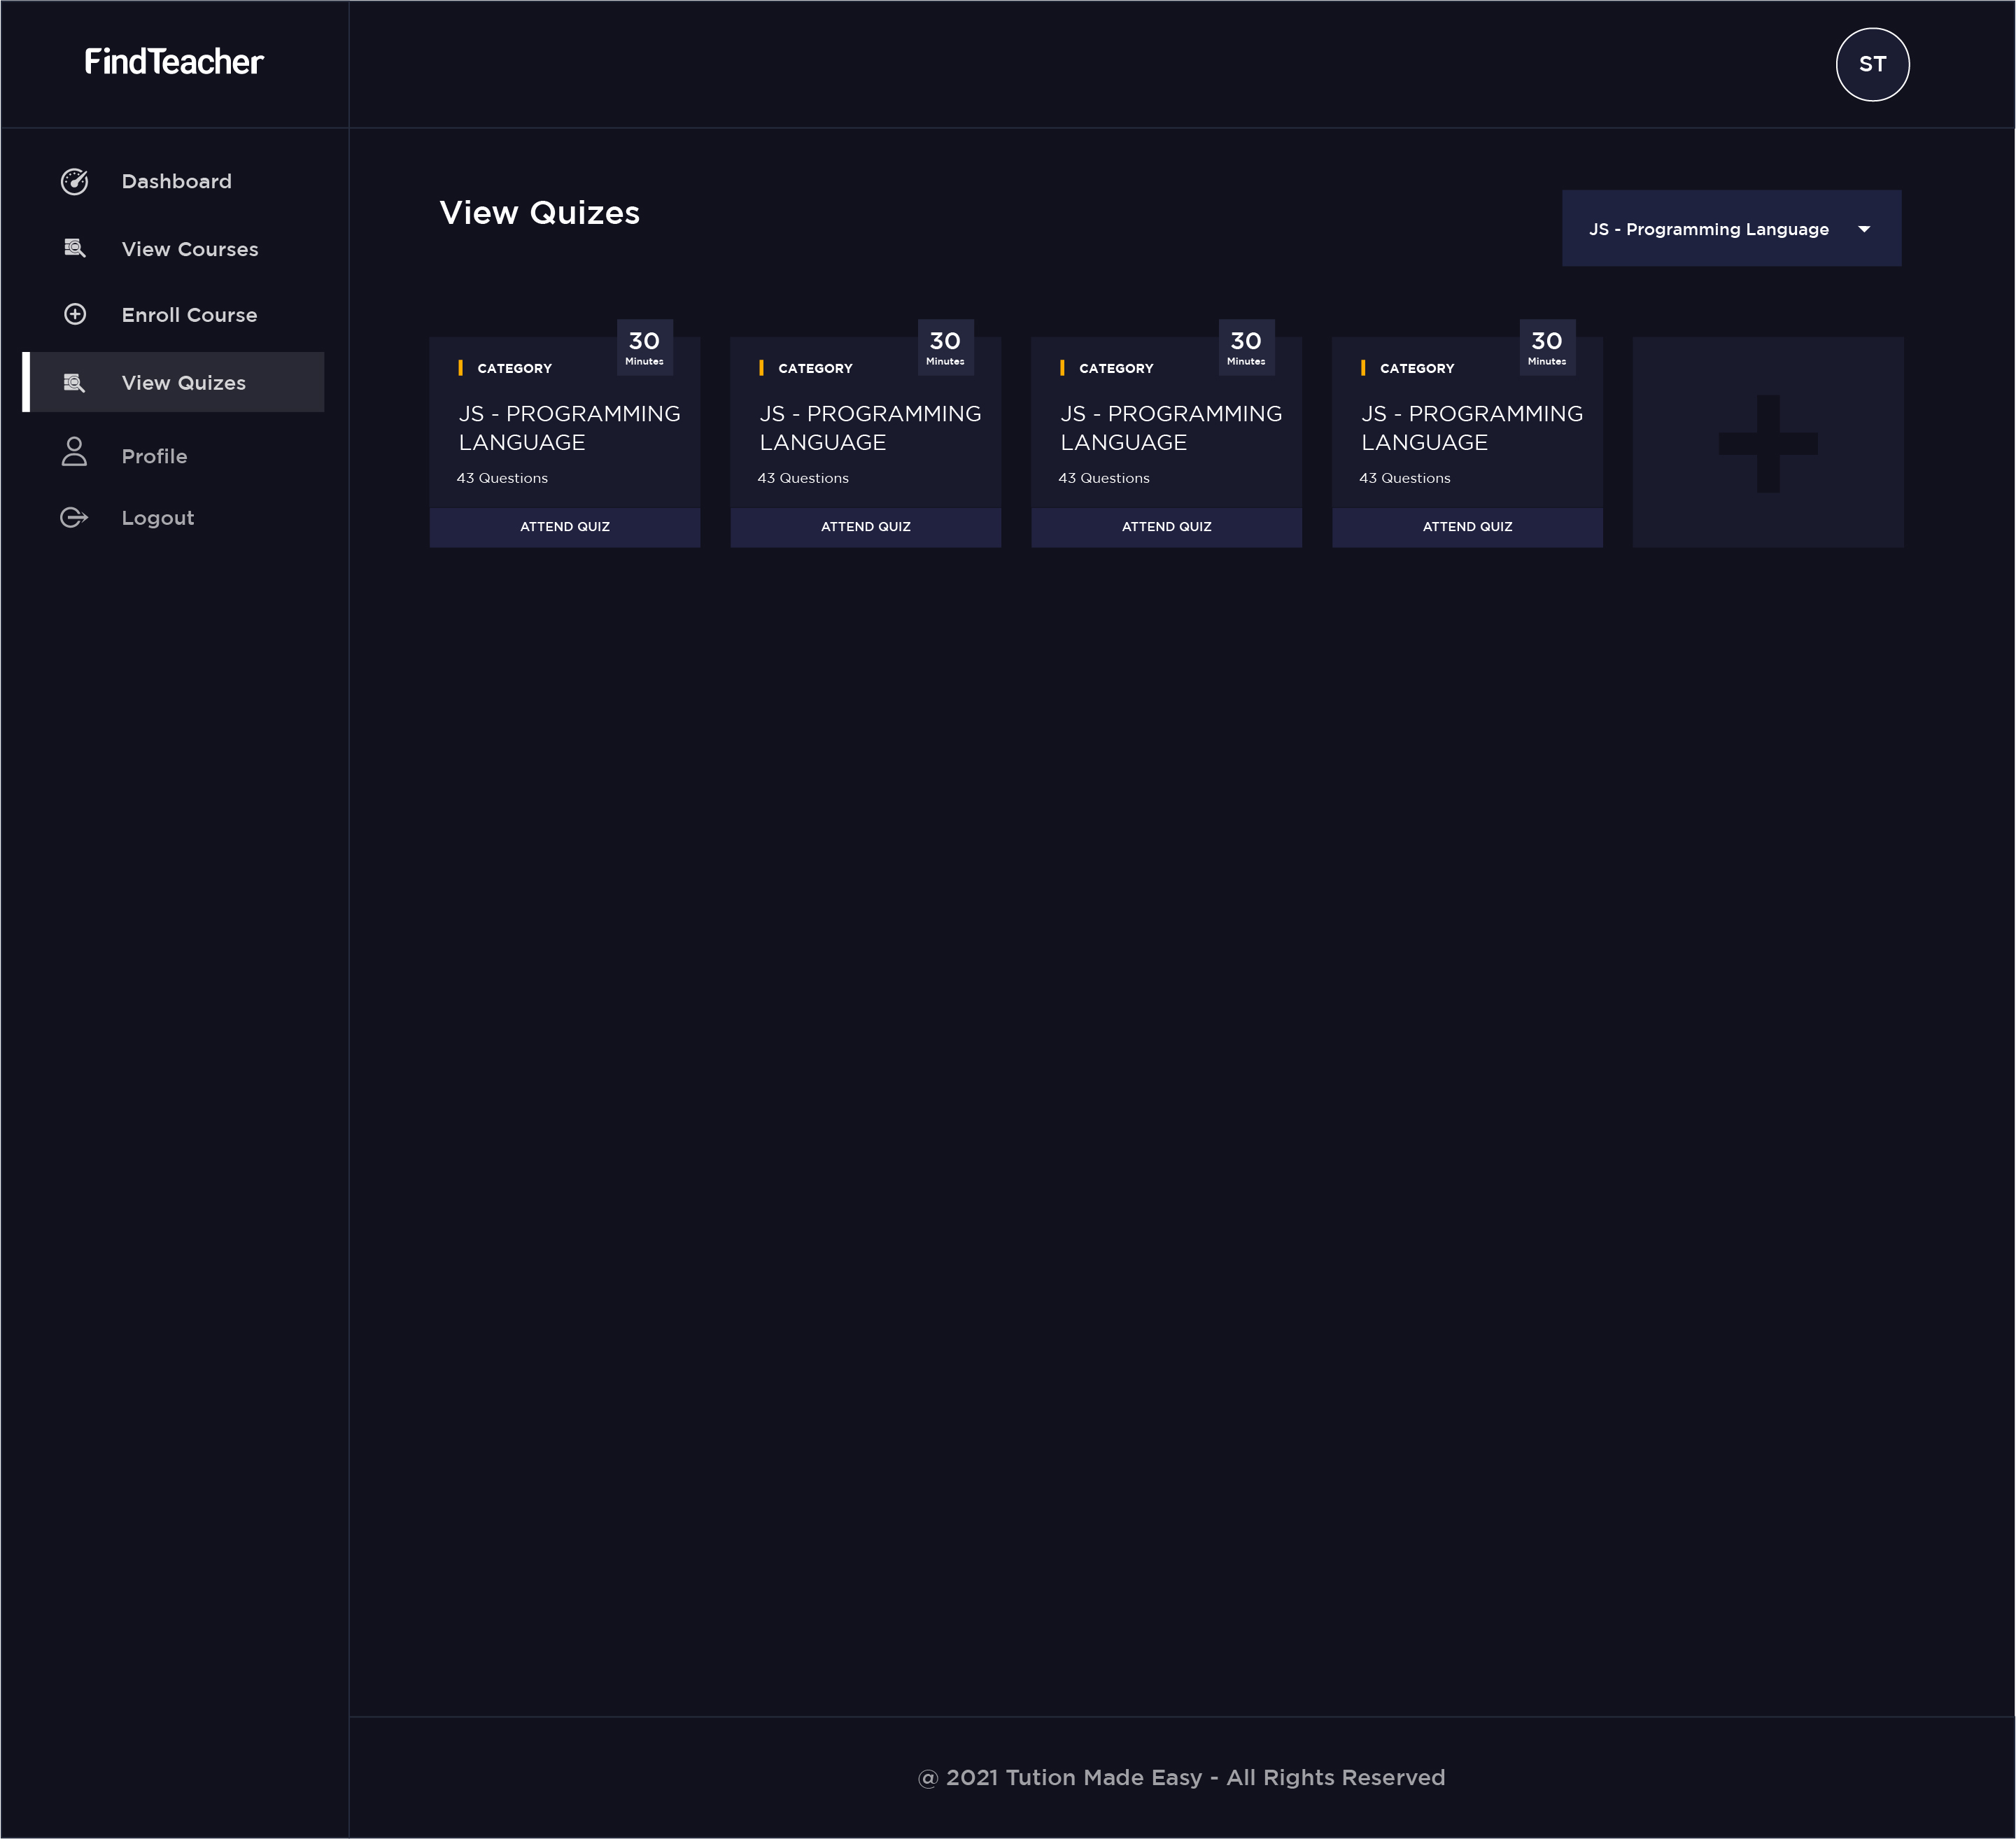 FindTeacher
ST
Dashboard
View Courses
Enroll Course
View Quizes
Profile
Logout
View Quizes
JS - Programming Language
30
Minutes
CATEGORY
JS - PROGRAMMING
LANGUAGE
43 Questions
ATTEND QUIZ
30
Minutes
CATEGORY
JS - PROGRAMMING
LANGUAGE
43 Questions
ATTEND QUIZ
30
Minutes
CATEGORY
JS - PROGRAMMING
LANGUAGE
43 Questions
ATTEND QUIZ
30
Minutes
CATEGORY
JS - PROGRAMMING
LANGUAGE
43 Questions
ATTEND QUIZ
@ 2021 Tution Made Easy - All Rights Reserved